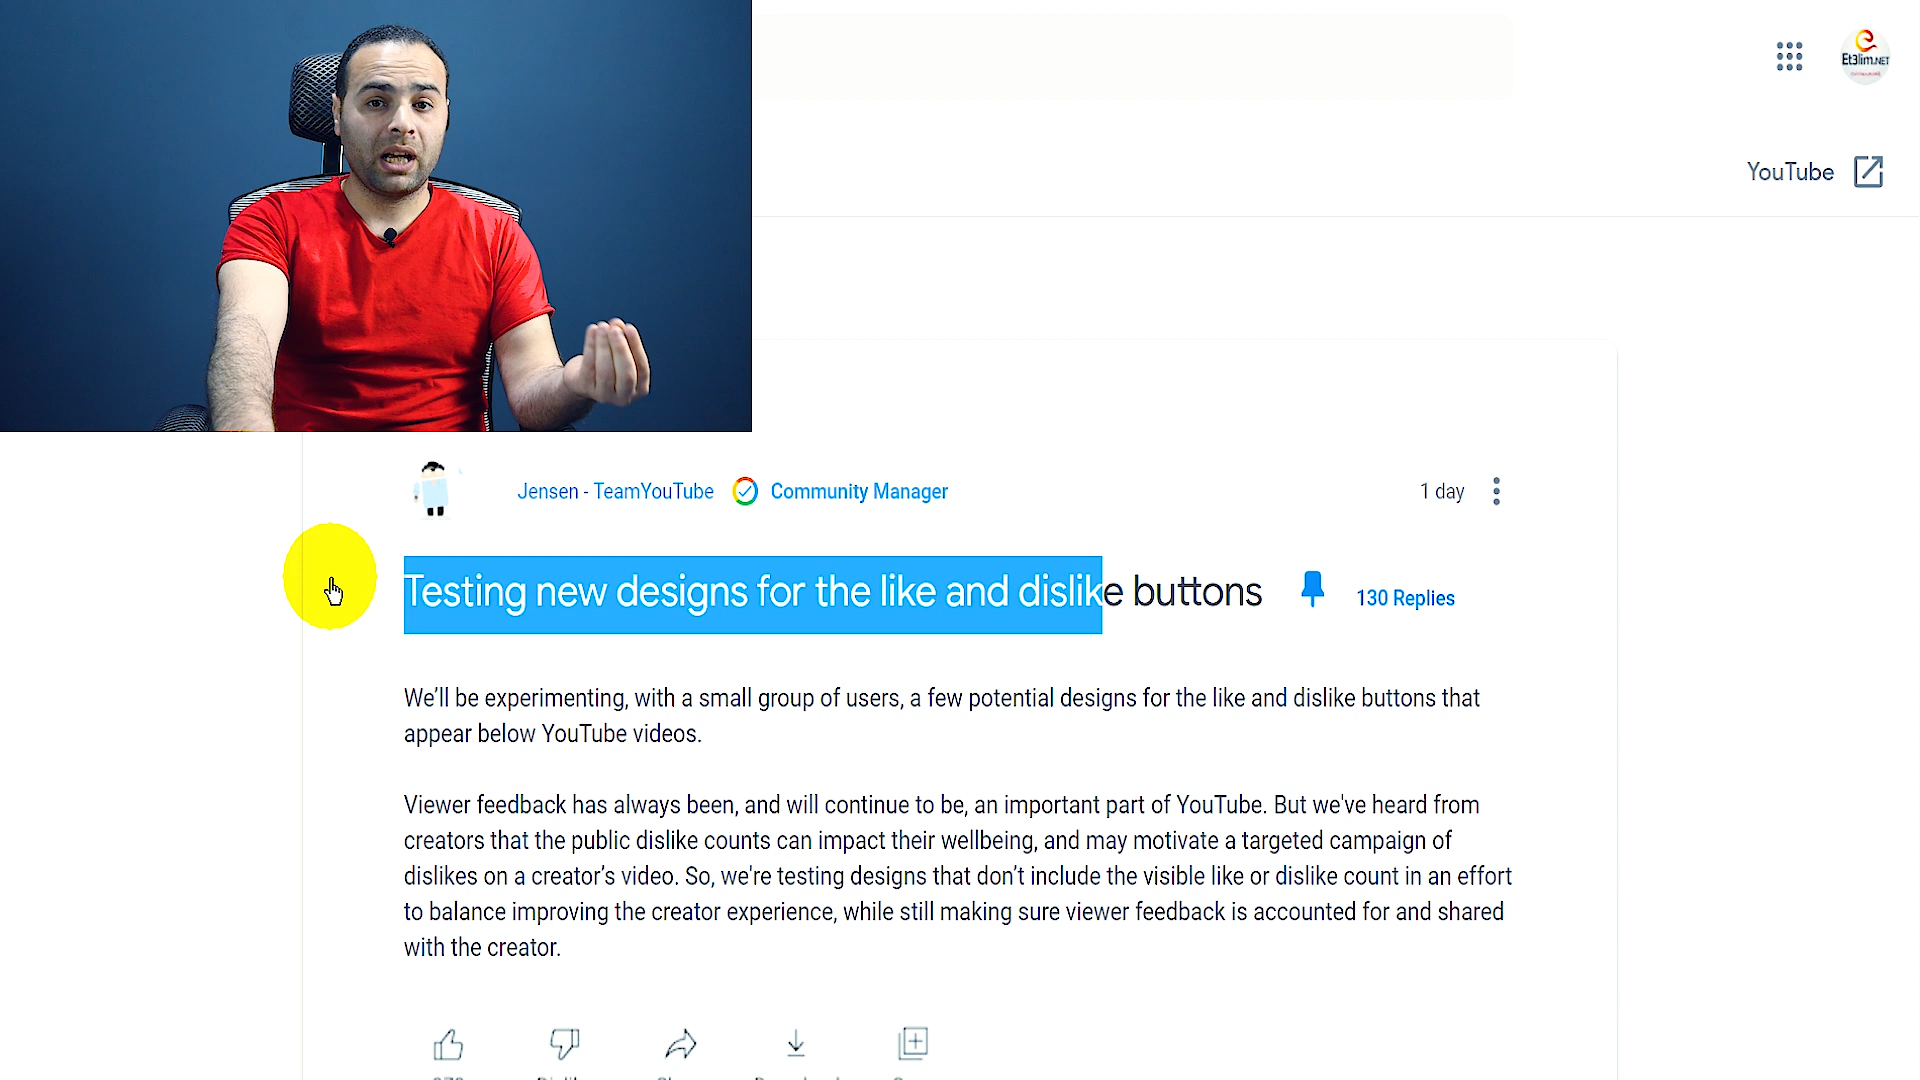 Et3lim.NET
YouTube
Jensen - TeamYouTube Community Manager 1 day
Testing new designs for the like and dislike buttons 130 Replies
We’ll be experimenting, with a small group of users, a few potential designs for the like and dislike buttons that
appear below YouTube videos.
Viewer feedback has always been, and will continue to be, an important part of YouTube. But we've heard from
creators that the public dislike counts can impact their wellbeing, and may motivate a targeted campaign of
dislikes on a creator’s video. So, we're testing designs that don’t include the visible like or dislike count in an effort
to balance improving the creator experience, while still making sure viewer feedback is accounted for and shared
with the creator.